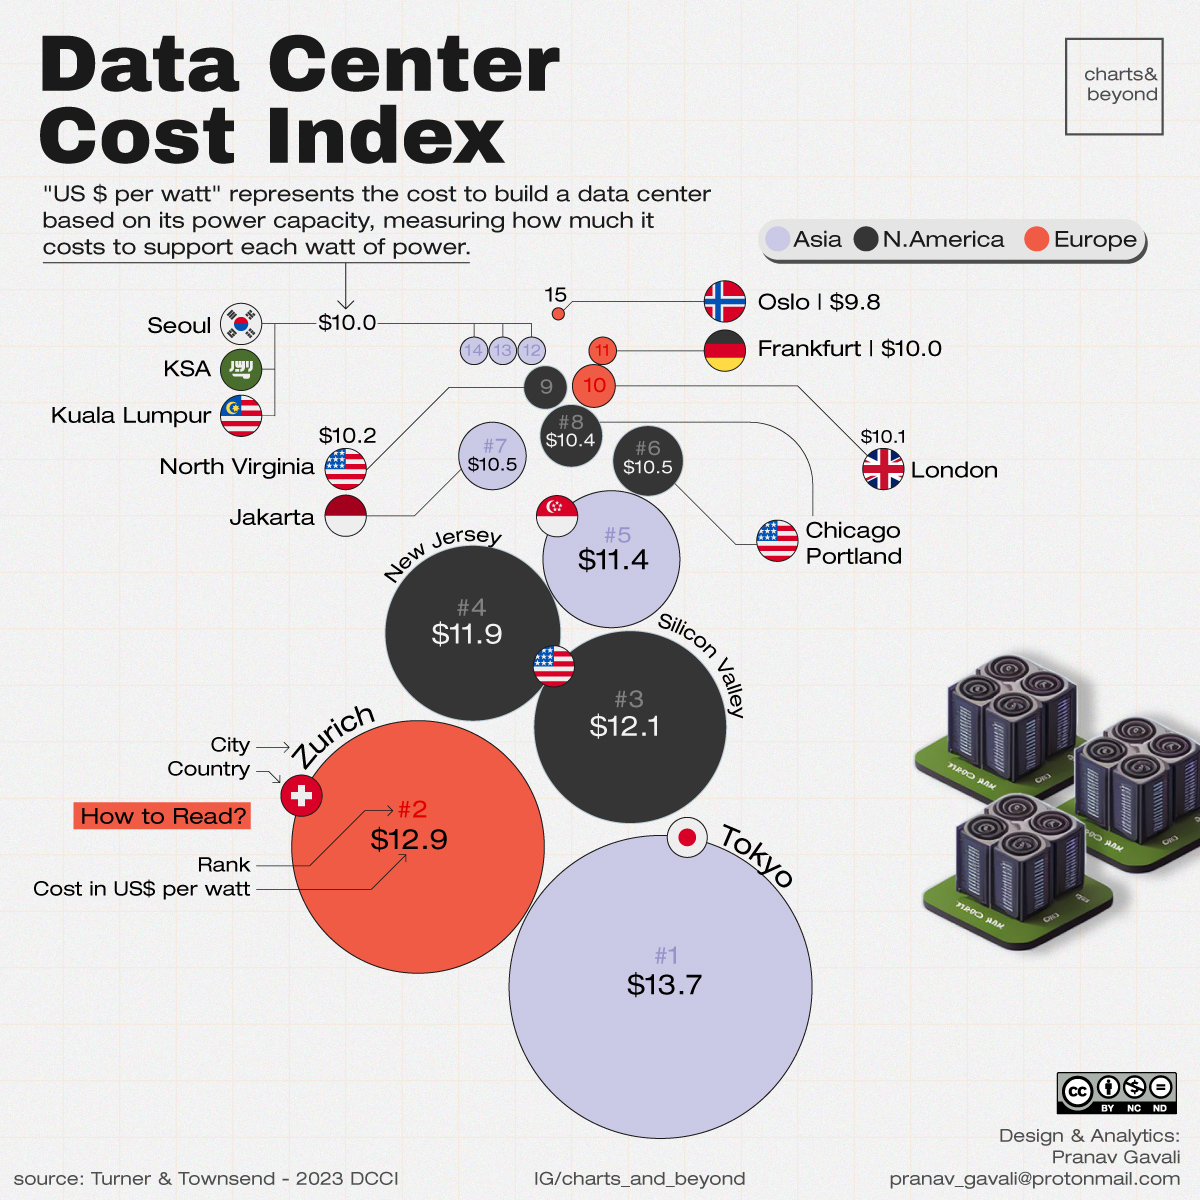 Data Center
Cost Index
charts&
beyond
"US $ per watt" represents the cost to build a data center
based on its power capacity, measuring how much it
costs to support each watt of power.
Asia
N.America
Europe
15
Oslo | $9.8
Seoul
$10.0
14
13
12
11
Frankfurt | $10.0
KSA
Kuala Lumpur
9
10
$10.2
North Virginia
#7
$10.5
#8
$10.4
#6
$10.5
$10.1
London
Jakarta
Chicago
Portland
#5
$11.4
New Jersey
#4
$11.9
Silicon Valley
#3
$12.1
Zurich
City
Country
How to Read?
#2
$12.9
Rank
Cost in US$ per watt
Tokyo
#1
$13.7
cc
BY NC ND
Design & Analytics:
Pranav Gavali
source: Turner & Townsend - 2023 DCCI
IG/charts_and_beyond
pranav_gavali@protonmail.com